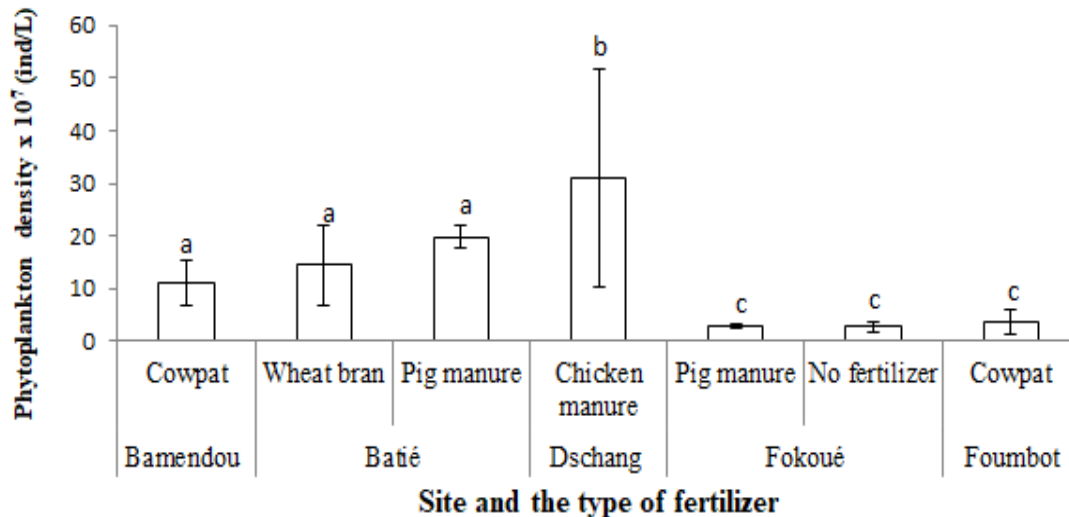 Phytoplankton density x 10⁷ (ind/L)
60
50
40
30
20
10
0
a
a
a
b
c
c
c
Cowpat
Wheat bran
Pig manure
Chicken
manure
Pig manure
No fertilizer
Cowpat
Bamendou
Batié
Dschang
Fokoué
Foumbot
Site and the type of fertilizer